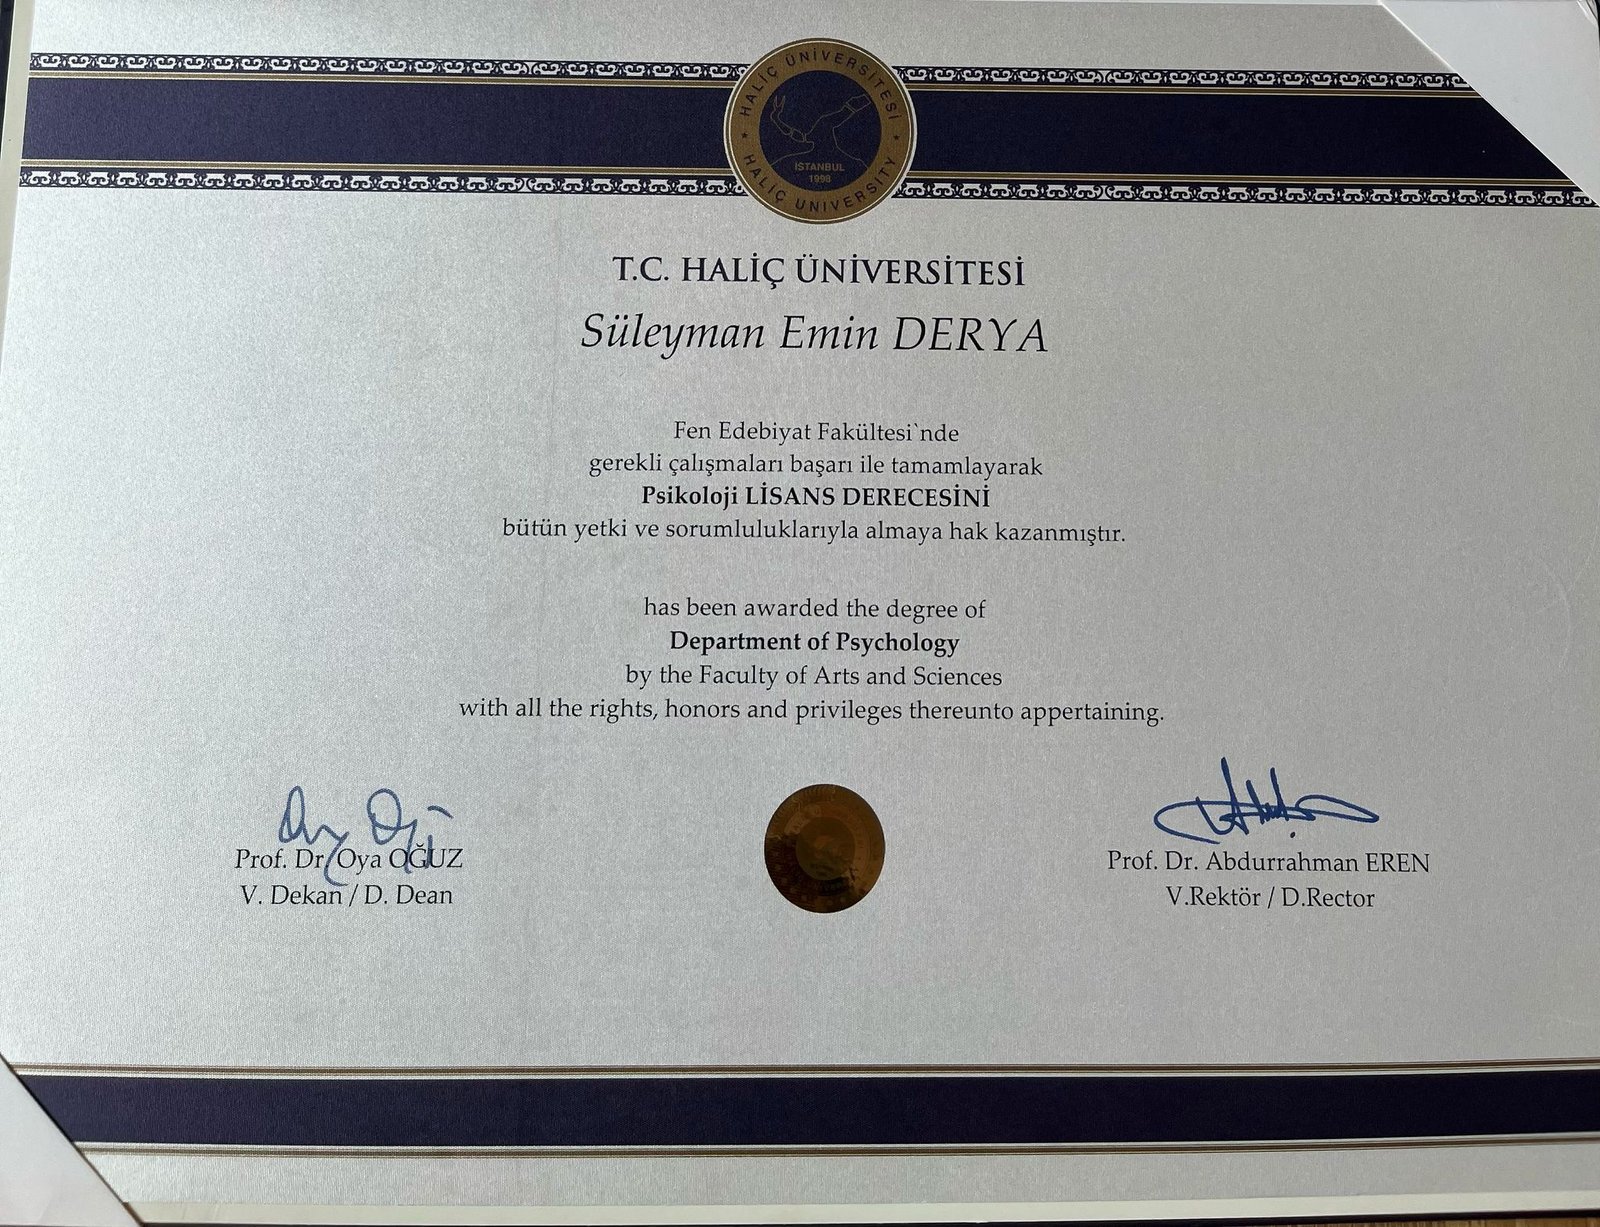 HALİÇ ÜNİVERSİTESİ
HALİÇ UNIVERSITY
İSTANBUL
1998
T.C. HALİÇ ÜNİVERSİTESİ
Süleyman Emin DERYA
Fen Edebiyat Fakültesi`nde
gerekli çalışmaları başarı ile tamamlayarak
Psikoloji LİSANS DERECESİNİ
bütün yetki ve sorumluluklarıyla almaya hak kazanmıştır.
has been awarded the degree of
Department of Psychology
by the Faculty of Arts and Sciences
with all the rights, honors and privileges thereunto appertaining.
Prof. Dr. Oya OĞUZ
V. Dekan / D. Dean
Prof. Dr. Abdurrahman EREN
V.Rektör / D.Rector